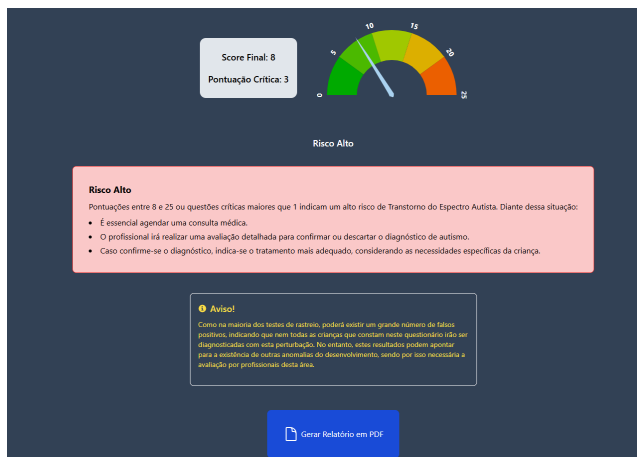 Score Final: 8
Pontuação Crítica: 3
0
5
10
15
20
25
Risco Alto
Risco Alto
Pontuações entre 8 e 25 ou questões críticas maiores que 1 indicam um alto risco de Transtorno do Espectro Autista. Diante dessa situação:
• É essencial agendar uma consulta médica.
• O profissional irá realizar uma avaliação detalhada para confirmar ou descartar o diagnóstico de autismo.
• Caso confirme-se o diagnóstico, indica-se o tratamento mais adequado, considerando as necessidades específicas da criança.
Aviso!
Como na maioria dos testes de rastreio, poderá existir um grande número de falsos
positivos, indicando que nem todas as crianças que constam neste questionário irão ser
diagnosticadas com esta perturbação. No entanto, estes resultados podem apontar
para a existência de outras anomalias do desenvolvimento, sendo por isso necessária a
avaliação por profissionais desta área.
Gerar Relatório em PDF